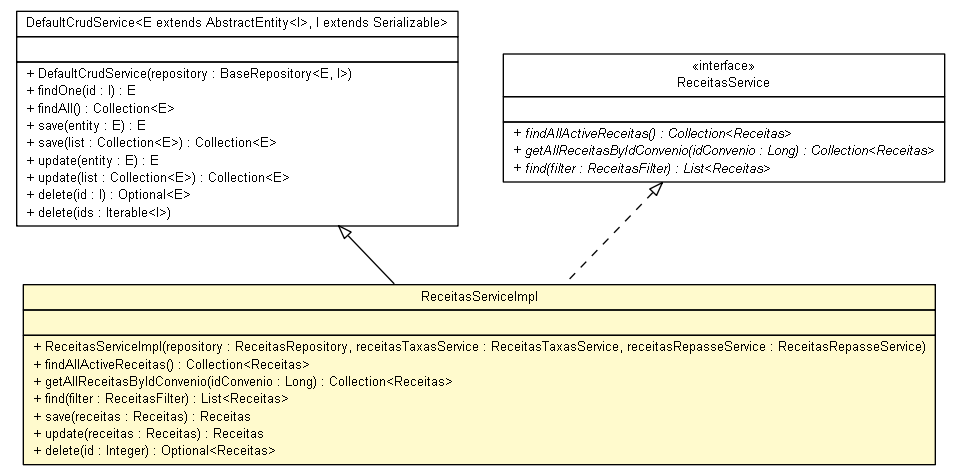 DefaultCrudService<E extends AbstractEntity<I>, I extends Serializable>
+ DefaultCrudService(repository : BaseRepository<E, I>)
+ findOne(id : I) : E
+ findAll() : Collection<E>
+ save(entity : E) : E
+ save(list : Collection<E>) : Collection<E>
+ update(entity : E) : E
+ update(list : Collection<E>) : Collection<E>
+ delete(id : I) : Optional<E>
+ delete(ids : Iterable<I>)
«interface»
ReceitasService
+ findAllActiveReceitas() : Collection<Receitas>
+ getAllReceitasByIdConvenio(idConvenio : Long) : Collection<Receitas>
+ find(filter : ReceitasFilter) : List<Receitas>
ReceitasServiceImpl
+ ReceitasServiceImpl(repository : ReceitasRepository, receitasTaxasService : ReceitasTaxasService, receitasRepasseService : ReceitasRepasseService)
+ findAllActiveReceitas() : Collection<Receitas>
+ getAllReceitasByIdConvenio(idConvenio : Long) : Collection<Receitas>
+ find(filter : ReceitasFilter) : List<Receitas>
+ save(receitas : Receitas) : Receitas
+ update(receitas : Receitas) : Receitas
+ delete(id : Integer) : Optional<Receitas>